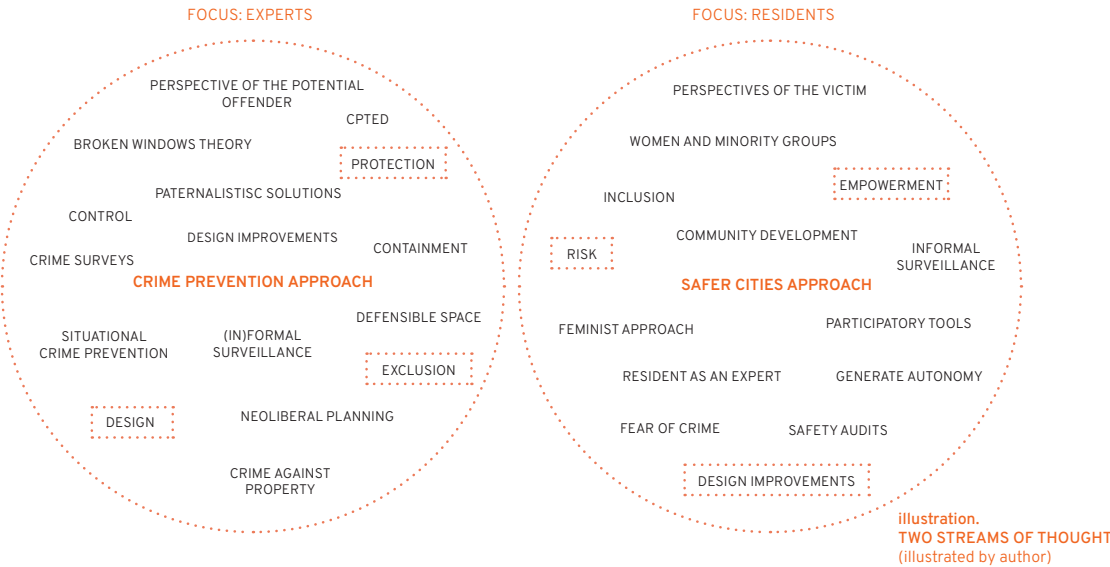 FOCUS: EXPERTS
PERSPECTIVE OF THE POTENTIAL
OFFENDER
CPTED
BROKEN WINDOWS THEORY
PROTECTION
PATERNALISTISC SOLUTIONS
CONTROL
DESIGN IMPROVEMENTS
CONTAINMENT
CRIME SURVEYS
CRIME PREVENTION APPROACH
DEFENSIBLE SPACE
SITUATIONAL
CRIME PREVENTION
(IN)FORMAL
SURVEILLANCE
EXCLUSION
DESIGN
NEOLIBERAL PLANNING
CRIME AGAINST
PROPERTY
FOCUS: RESIDENTS
PERSPECTIVES OF THE VICTIM
WOMEN AND MINORITY GROUPS
EMPOWERMENT
INCLUSION
COMMUNITY DEVELOPMENT
RISK
INFORMAL
SURVEILLANCE
SAFER CITIES APPROACH
FEMINIST APPROACH
PARTICIPATORY TOOLS
RESIDENT AS AN EXPERT
GENERATE AUTONOMY
FEAR OF CRIME
SAFETY AUDITS
DESIGN IMPROVEMENTS
illustration.
TWO STREAMS OF THOUGHT
(illustrated by author)